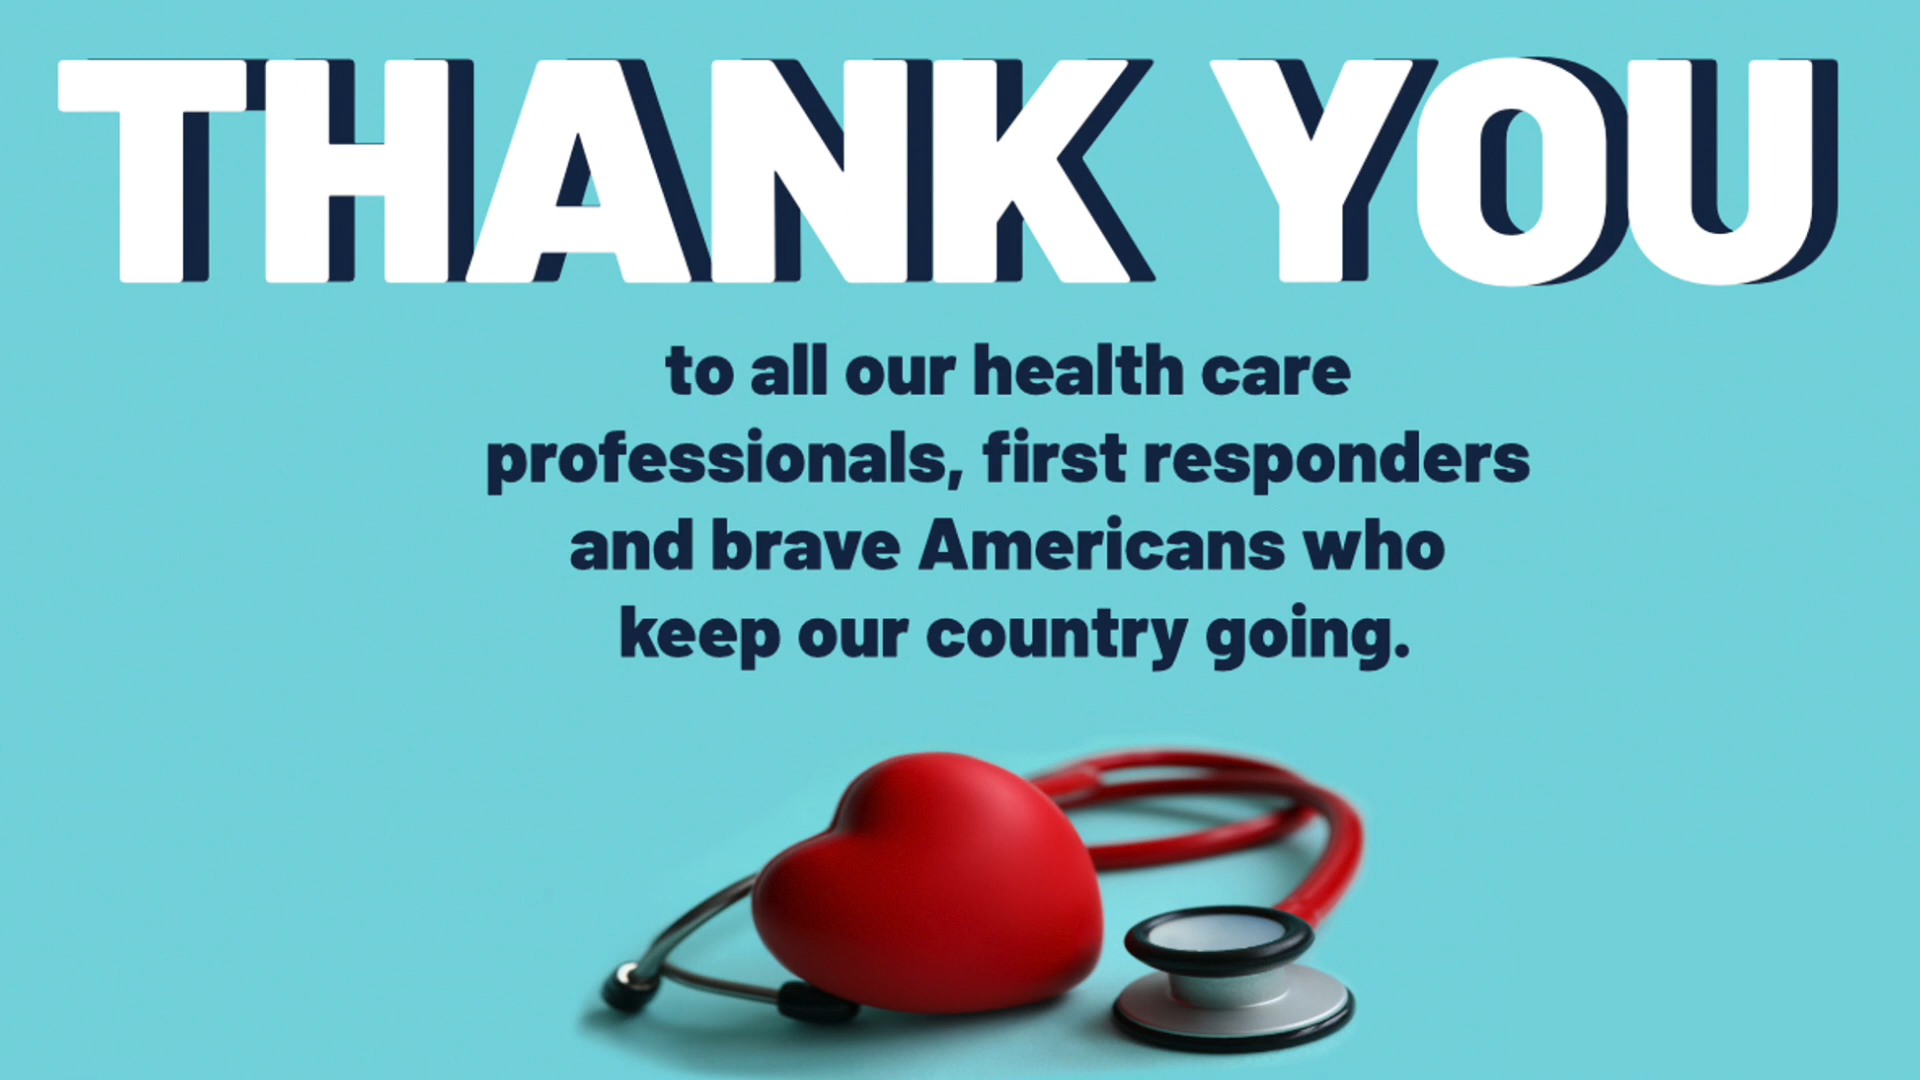 THANK YOU
to all our health care
professionals, first responders
and brave Americans who
keep our country going.